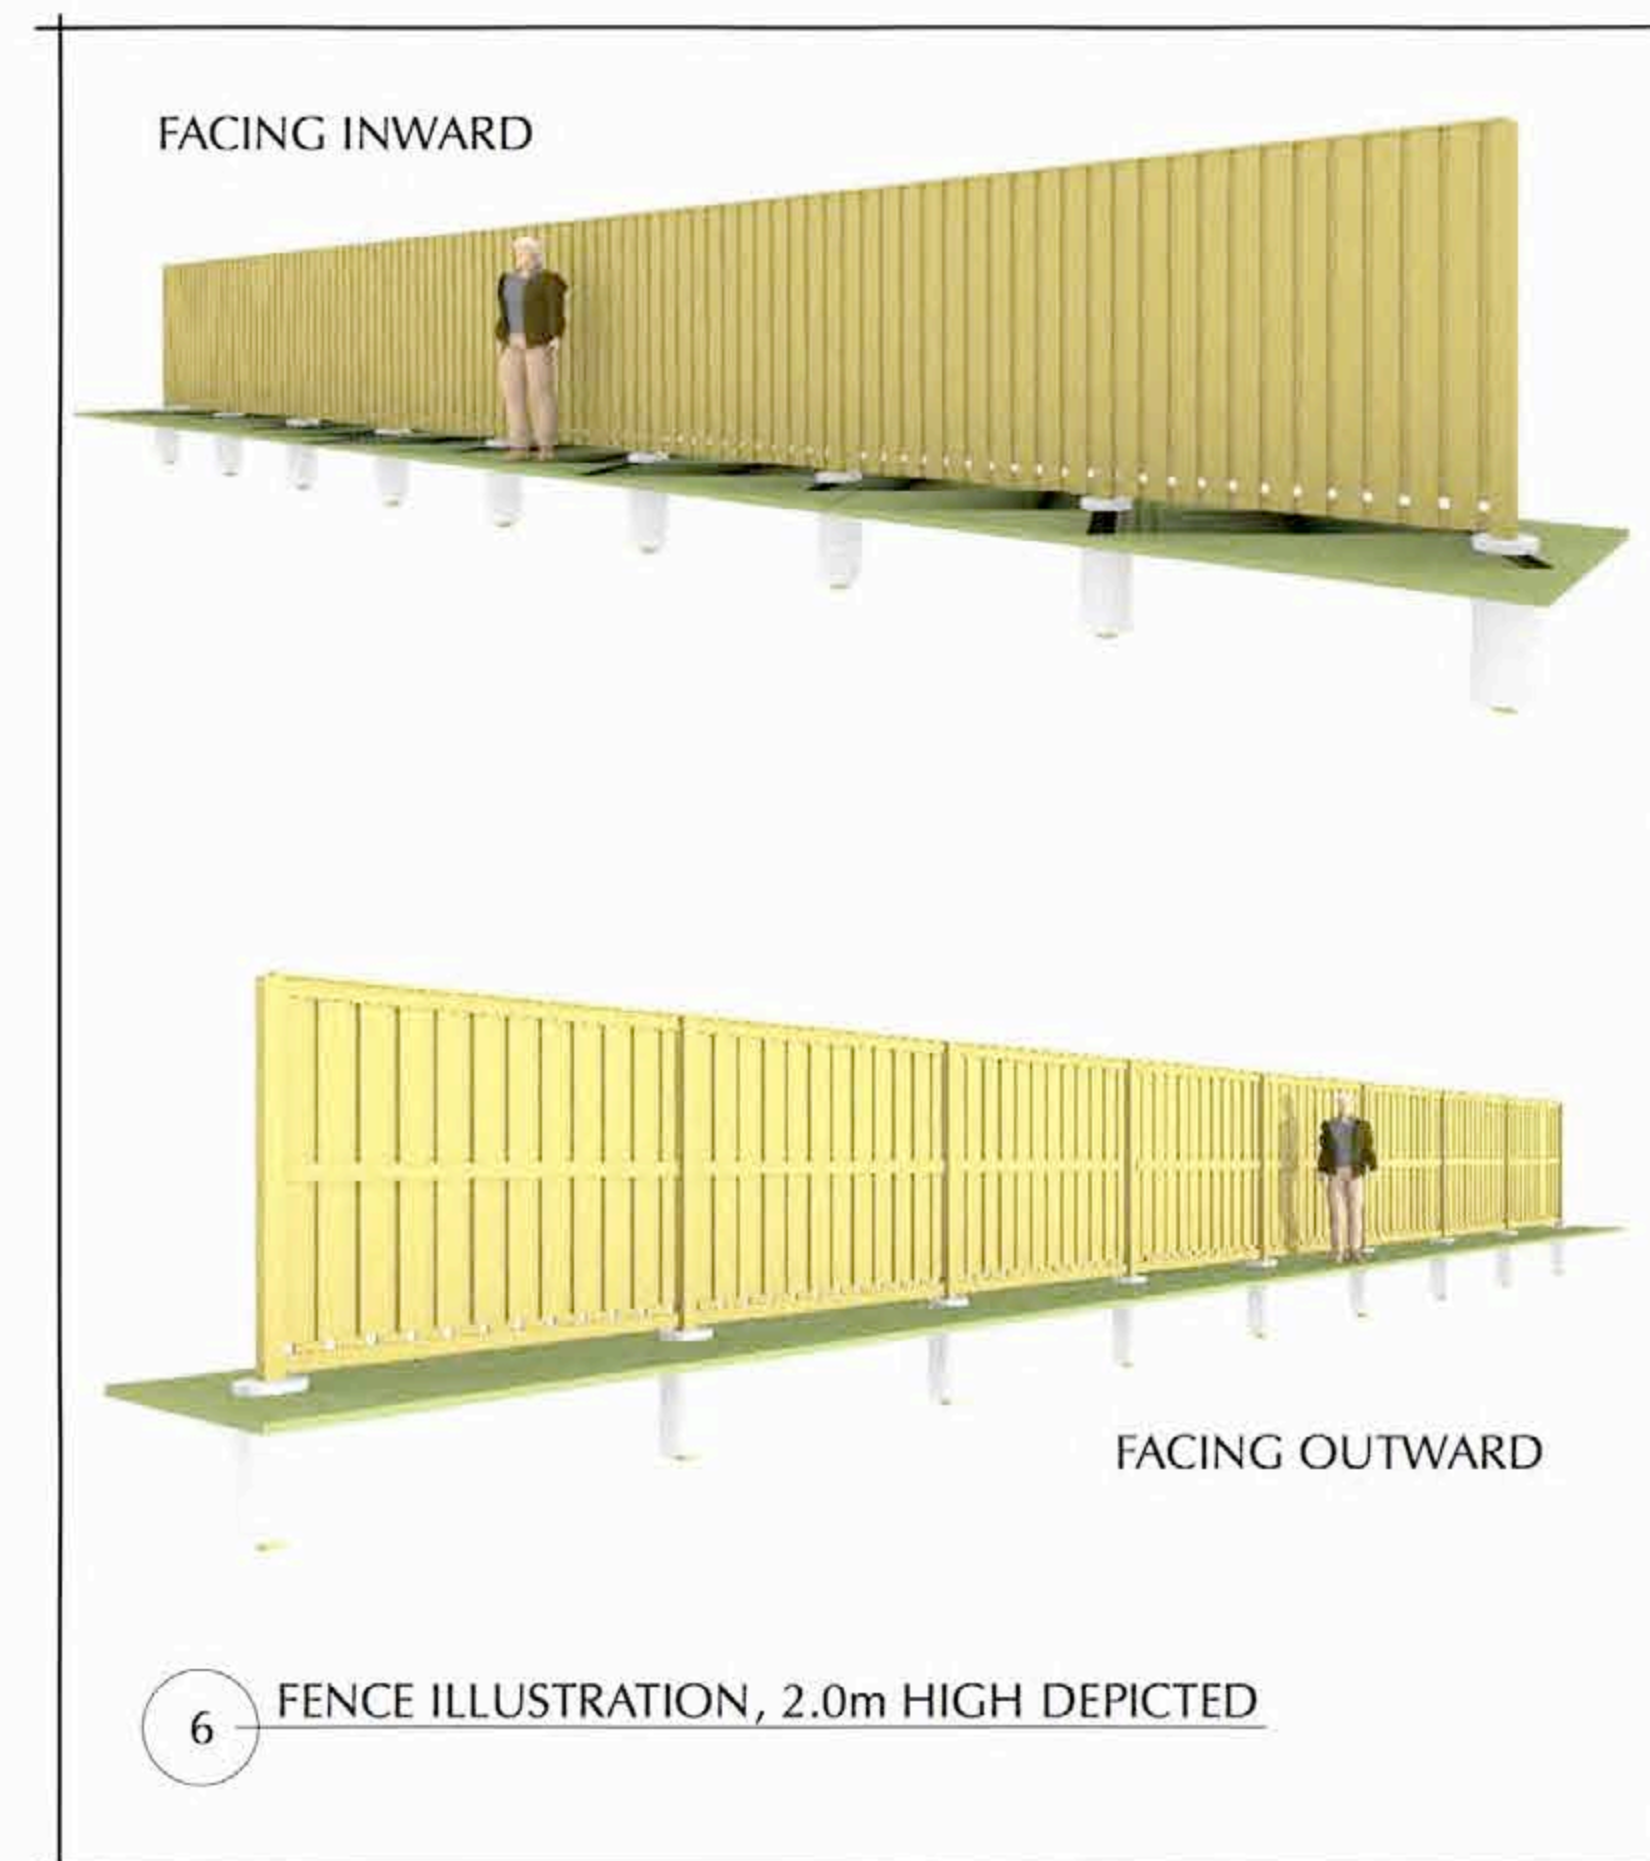 FACING INWARD
FACING OUTWARD
6 FENCE ILLUSTRATION, 2.0m HIGH DEPICTED